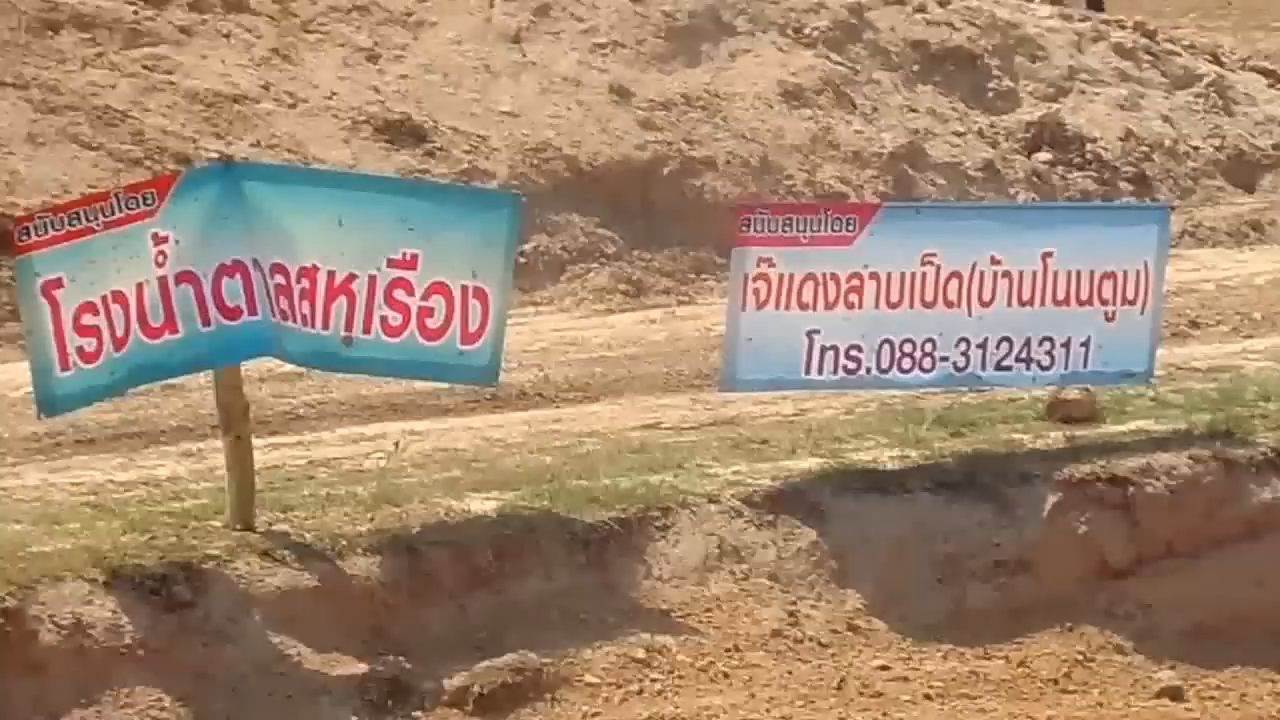 สนับสนุนโดย
โรงน้ำตาลสหเรือง
สนับสนุนโดย
เจ๊แดงลาบเป็ด(บ้านโนนตูม)
โทร.088-3124311